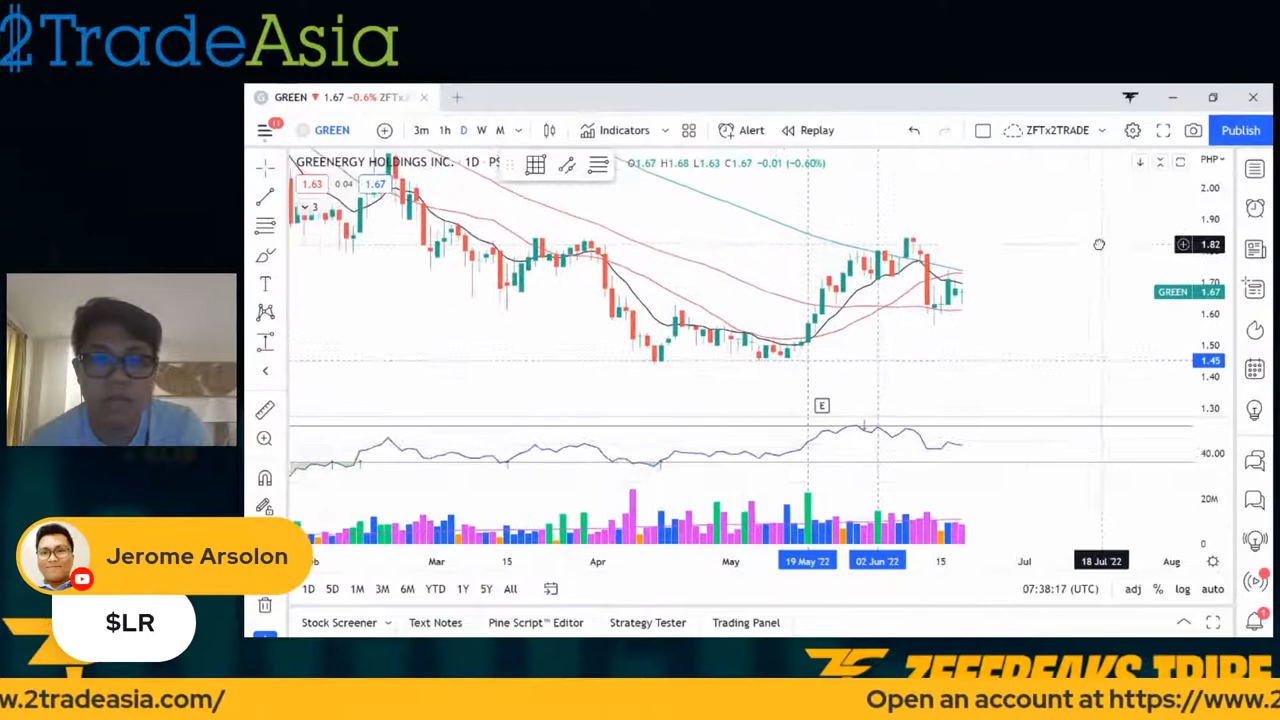 2TradeAsia
GREEN 1.67 -0.6% ZFTx2
11
GREEN
3m 1h D W M
Indicators
Alert
Replay
ZFTx2TRADE
Publish
GREENERGY HOLDINGS INC. · 1D · PS
O1.67 H1.68 L1.63 C1.67 -0.01 (-0.60%)
PHP
1.63 0.04 1.67
3
2.00
1.90
1.82
1.70
GREEN 1.67
1.60
1.50
1.45
1.40
1.30
E
40.00
20M
0
Mar 15 Apr May 19 May '22 02 Jun '22 15 Jul 18 Jul '22 Aug
1D 5D 1M 3M 6M YTD 1Y 5Y All
07:38:17 (UTC) adj % log auto
Stock Screener Text Notes Pine Script™ Editor Strategy Tester Trading Panel
1
Jerome Arsolon
$LR
ZEEFREAKS TRIBE
w.2tradeasia.com/
Open an account at https://www.2